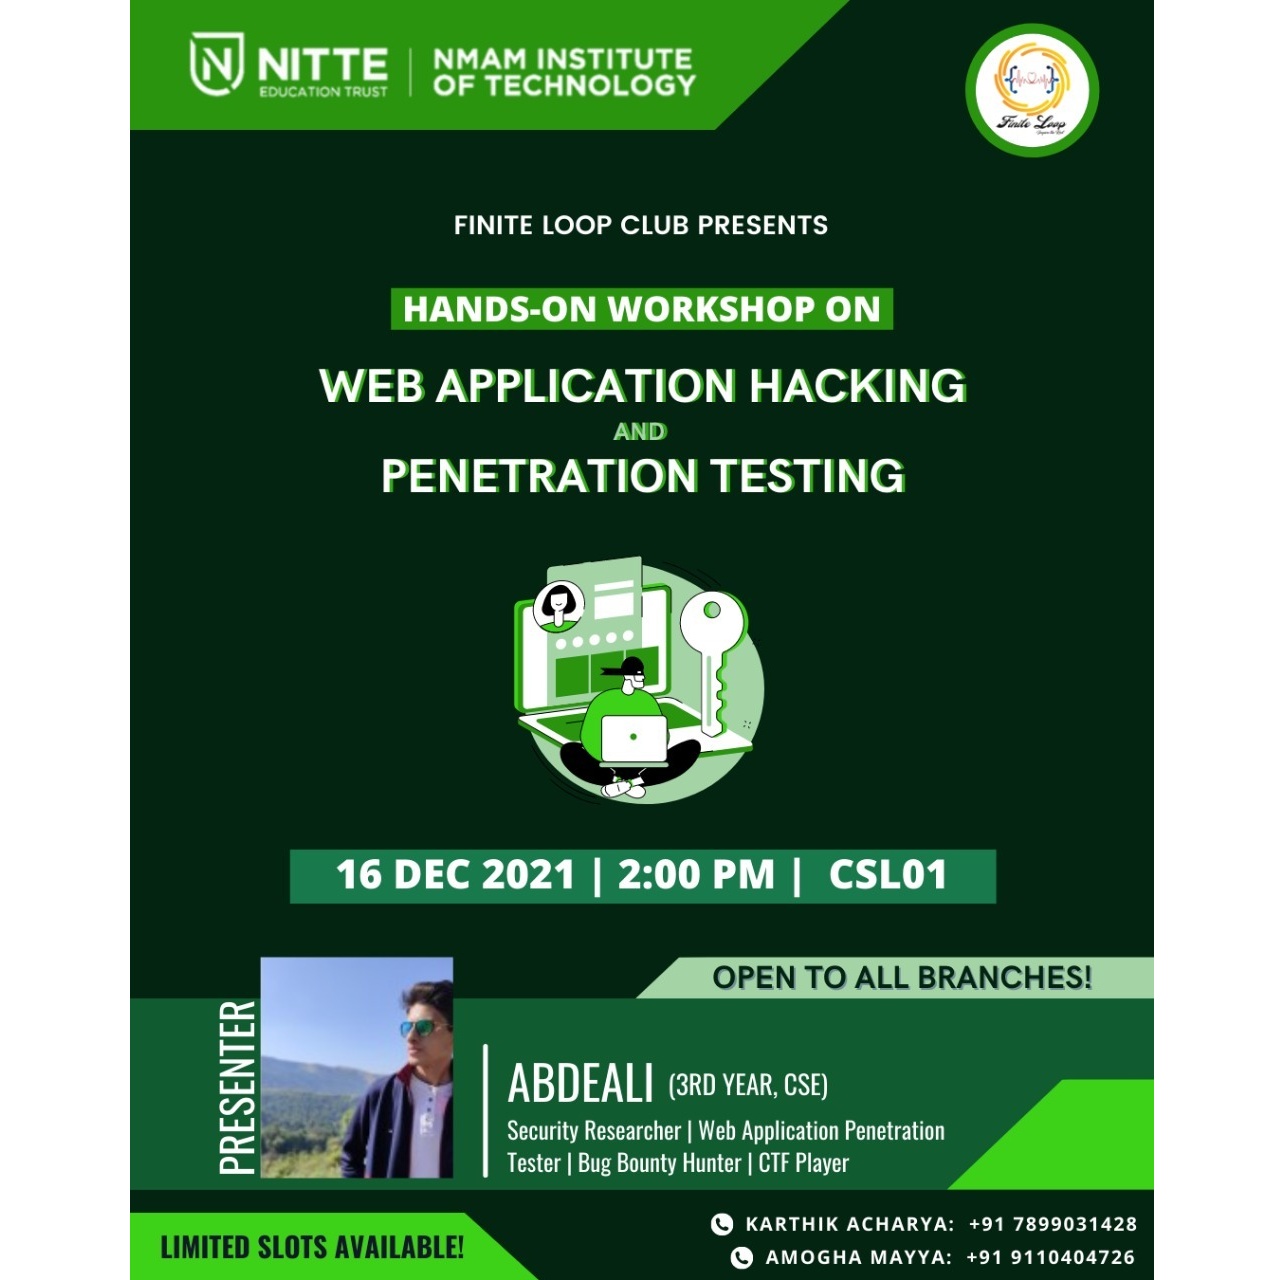 NITTE
EDUCATION TRUST
NMAM INSTITUTE
OF TECHNOLOGY
Finite Loop
FINITE LOOP CLUB PRESENTS
HANDS-ON WORKSHOP ON
WEB APPLICATION HACKING
AND
PENETRATION TESTING
16 DEC 2021 | 2:00 PM | CSL01
OPEN TO ALL BRANCHES!
PRESENTER
ABDEALI (3RD YEAR, CSE)
Security Researcher | Web Application Penetration
Tester | Bug Bounty Hunter | CTF Player
LIMITED SLOTS AVAILABLE!
KARTHIK ACHARYA: +91 7899031428
AMOGHA MAYYA: +91 9110404726